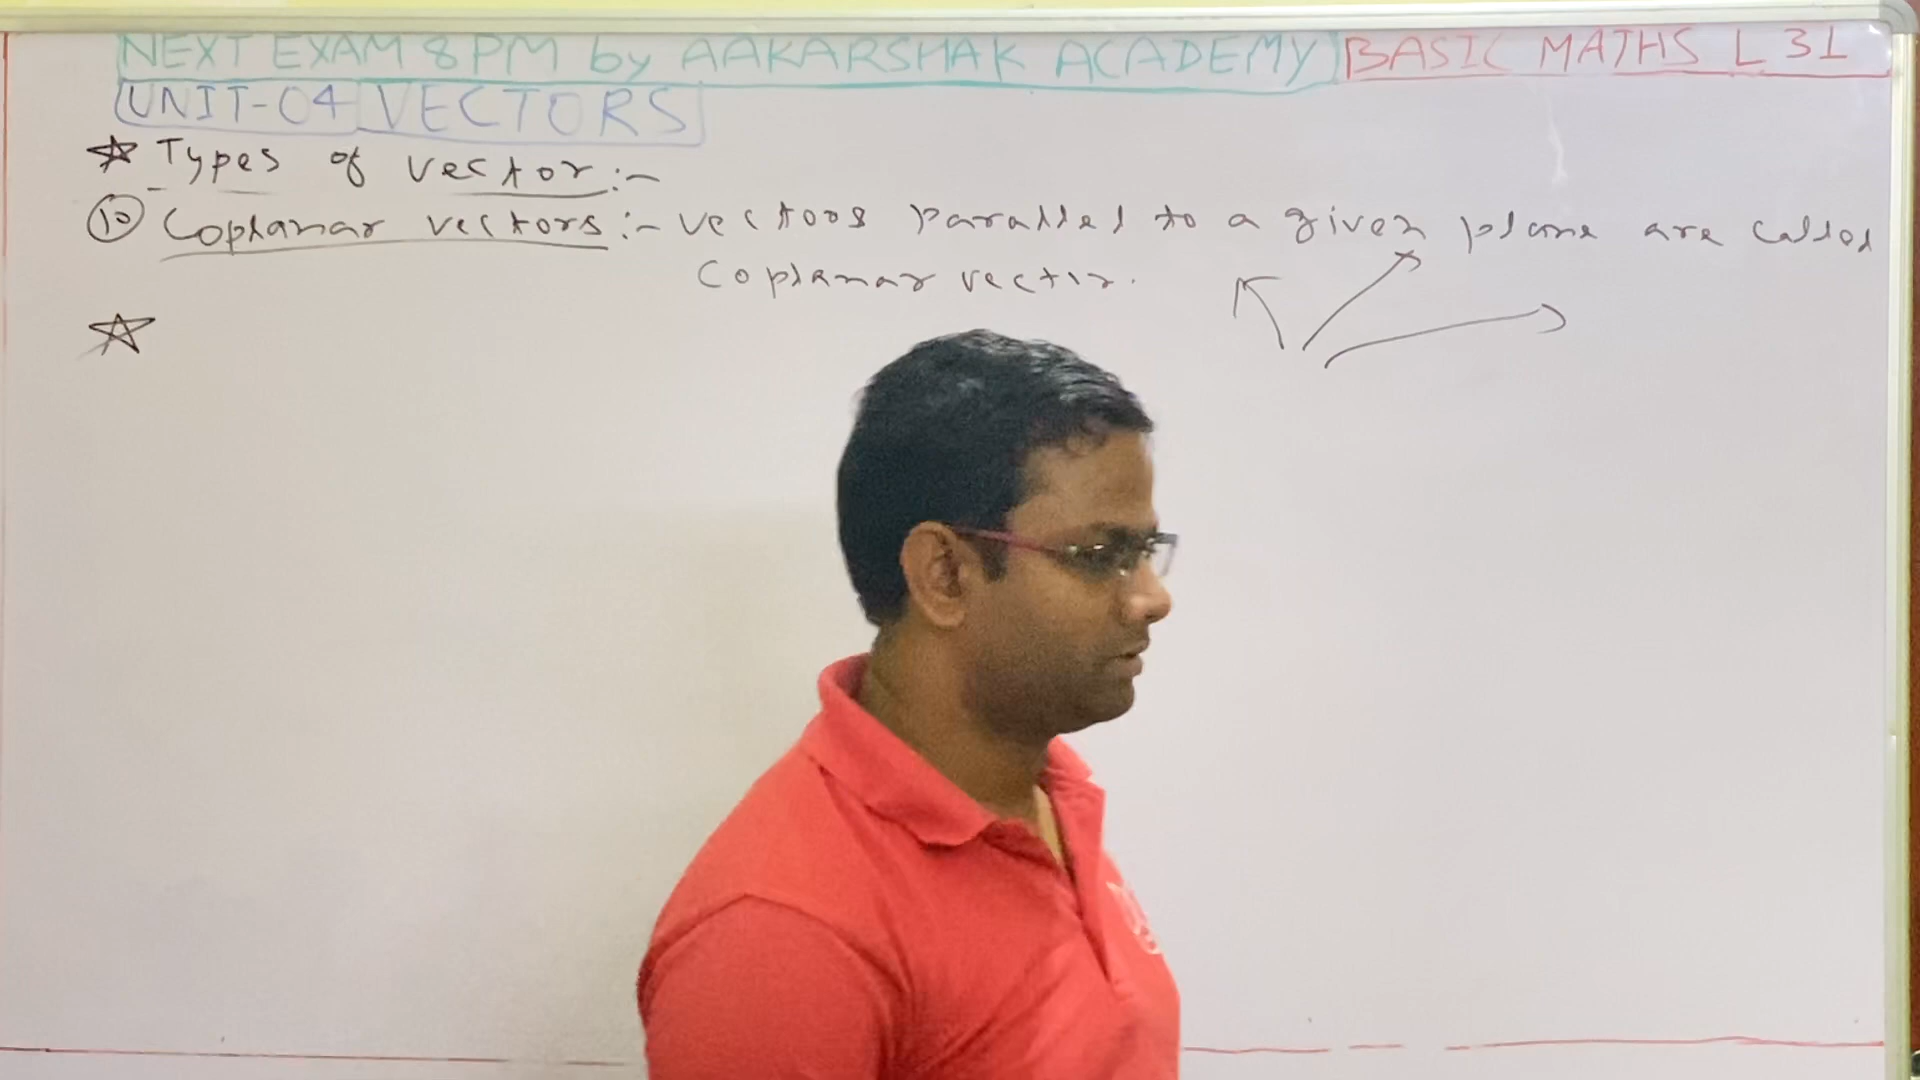 NEXT EXAM 8PM by AAKARSHAK ACADEMY BASIC MATHS L 31
UNIT-04 VECTORS
☆ Types of vector:-
⑩ Coplanar vectors:- vectors parallel to a given plane are called
Coplanar vector.
☆